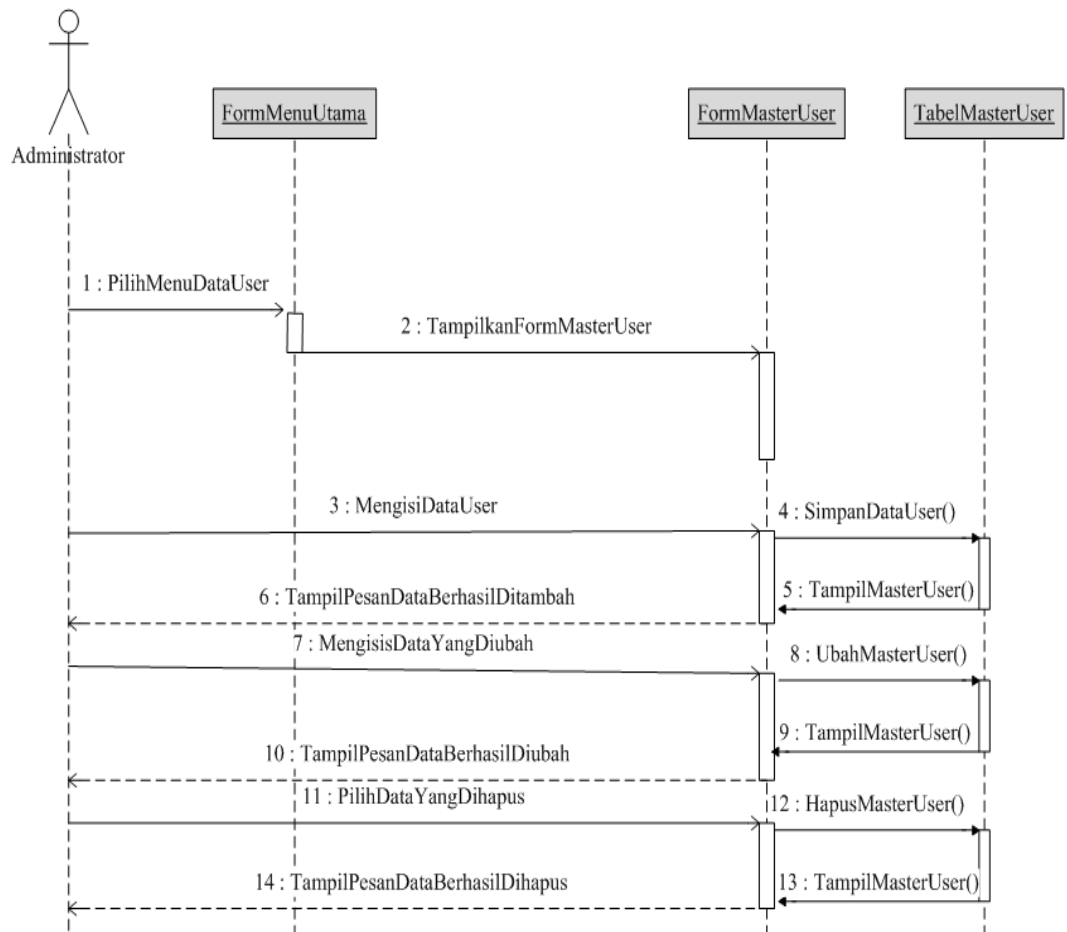 Administrator
FormMenuUtama
FormMasterUser
TabelMasterUser
1 : PilihMenuDataUser
2 : TampilkanFormMasterUser
3 : MengisiDataUser
4 : SimpanDataUser()
5 : TampilMasterUser()
6 : TampilPesanDataBerhasilDitambah
7 : MengisisDataYangDiubah
8 : UbahMasterUser()
9 : TampilMasterUser()
10 : TampilPesanDataBerhasilDiubah
11 : PilihDataYangDihapus
12 : HapusMasterUser()
13 : TampilMasterUser()
14 : TampilPesanDataBerhasilDihapus